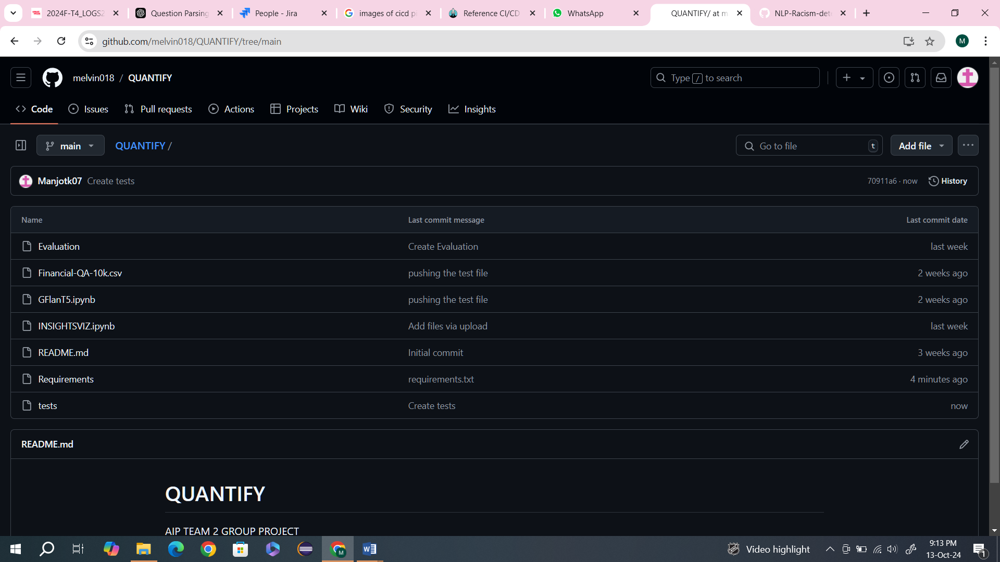 2024F-T4_LOGS2
Question Parsing
People - Jira
images of cicd pi
Reference CI/CD
WhatsApp
QUANTIFY/ at m
NLP-Racism-dete
github.com/melvin018/QUANTIFY/tree/main
M
melvin018 / QUANTIFY
Type / to search
Code
Issues
Pull requests
Actions
Projects
Wiki
Security
Insights
main
QUANTIFY /
Go to file
t
Add file
Manjotk07 Create tests
70911a6 · now
History
Name Last commit message Last commit date
Evaluation Create Evaluation last week
Financial-QA-10k.csv pushing the test file 2 weeks ago
GFlanT5.ipynb pushing the test file 2 weeks ago
INSIGHTSVIZ.ipynb Add files via upload last week
README.md Initial commit 3 weeks ago
Requirements requirements.txt 4 minutes ago
tests Create tests now
README.md
QUANTIFY
AIP TEAM 2 GROUP PROJECT
Video highlight
9:13 PM
13-Oct-24
1